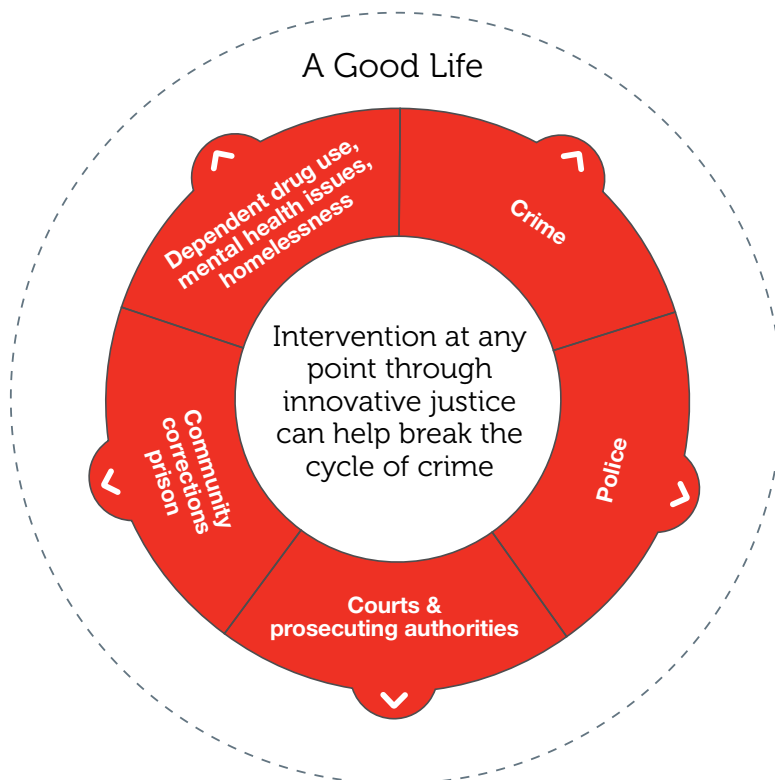 A Good Life
Dependent drug use,
mental health issues,
homelessness
Crime
Intervention at any
point through
innovative justice
can help break the
cycle of crime
Community
corrections
prison
Police
Courts &
prosecuting authorities